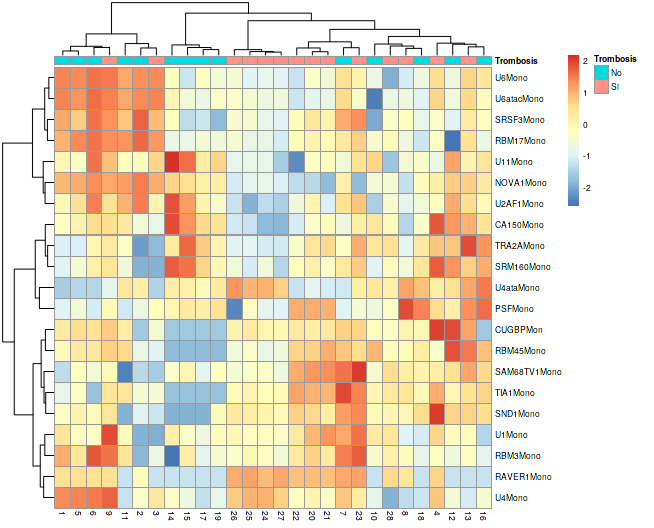 Trombosis
Trombosis
No
SI
2
1
0
-1
-2
U6Mono
U6atacMono
SRSF3Mono
RBM17Mono
U11Mono
NOVA1Mono
U2AF1Mono
CA150Mono
TRA2AMono
SRM160Mono
U4ataMono
PSFMono
CUGBPMon
RBM45Mono
SAM68TV1Mono
TIA1Mono
SND1Mono
U1Mono
RBM3Mono
RAVER1Mono
U4Mono
1 5 6 9 11 2 3 14 15 17 19 26 25 24 27 22 20 21 7 23 10 28 8 18 4 12 13 16